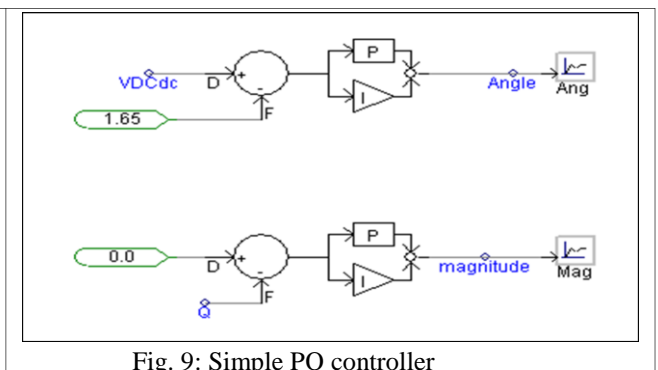 P
VDCdc D + - F I Angle Ang
1.65
P
0.0 D + - F I magnitude Mag
Q
Fig. 9: Simple PQ controller